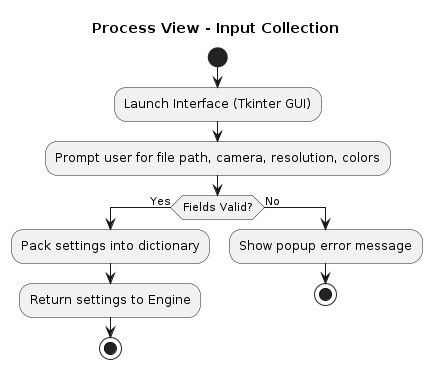 Process View - Input Collection
Launch Interface (Tkinter GUI)
Prompt user for file path, camera, resolution, colors
Yes
Fields Valid?
No
Pack settings into dictionary
Show popup error message
Return settings to Engine